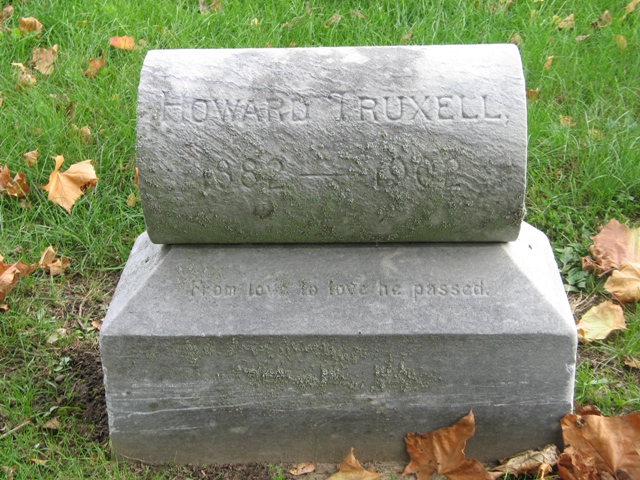 HOWARD TRUXELL.
1882 — 1902
From love to love he passed.